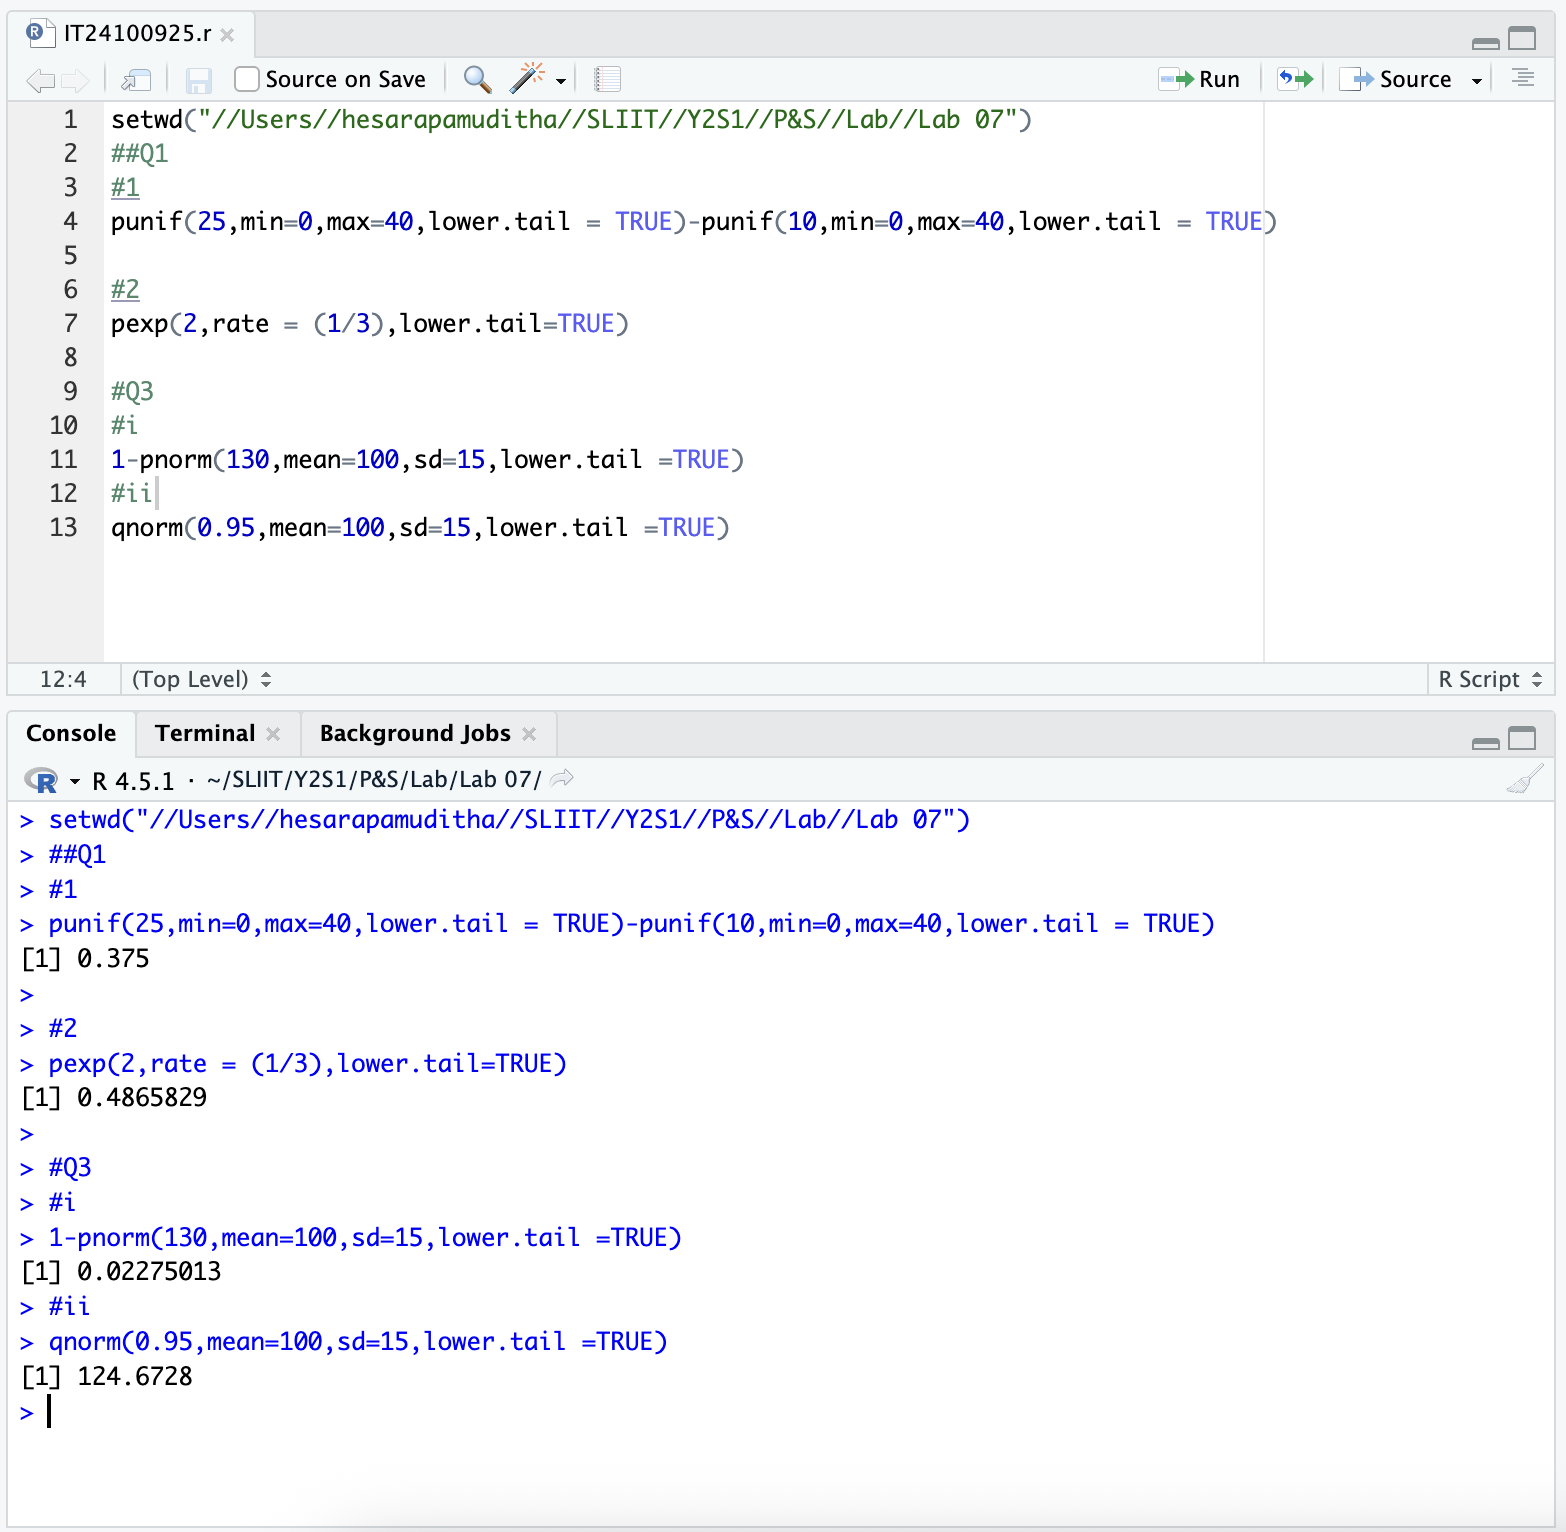 IT24100925.r
Source on Save Run Source
1 setwd("//Users//hesarapamuditha//SLIIT//Y2S1//P&S//Lab//Lab 07")
2 ##Q1
3 #1
4 punif(25,min=0,max=40,lower.tail = TRUE)-punif(10,min=0,max=40,lower.tail = TRUE)
5
6 #2
7 pexp(2,rate = (1/3),lower.tail=TRUE)
8
9 #Q3
10 #i
11 1-pnorm(130,mean=100,sd=15,lower.tail =TRUE)
12 #ii
13 qnorm(0.95,mean=100,sd=15,lower.tail =TRUE)
12:4 (Top Level) R Script
Console Terminal Background Jobs
R 4.5.1 · ~/SLIIT/Y2S1/P&S/Lab/Lab 07/
> setwd("//Users//hesarapamuditha//SLIIT//Y2S1//P&S//Lab//Lab 07")
> ##Q1
> #1
> punif(25,min=0,max=40,lower.tail = TRUE)-punif(10,min=0,max=40,lower.tail = TRUE)
[1] 0.375
>
> #2
> pexp(2,rate = (1/3),lower.tail=TRUE)
[1] 0.4865829
>
> #Q3
> #i
> 1-pnorm(130,mean=100,sd=15,lower.tail =TRUE)
[1] 0.02275013
> #ii
> qnorm(0.95,mean=100,sd=15,lower.tail =TRUE)
[1] 124.6728
>